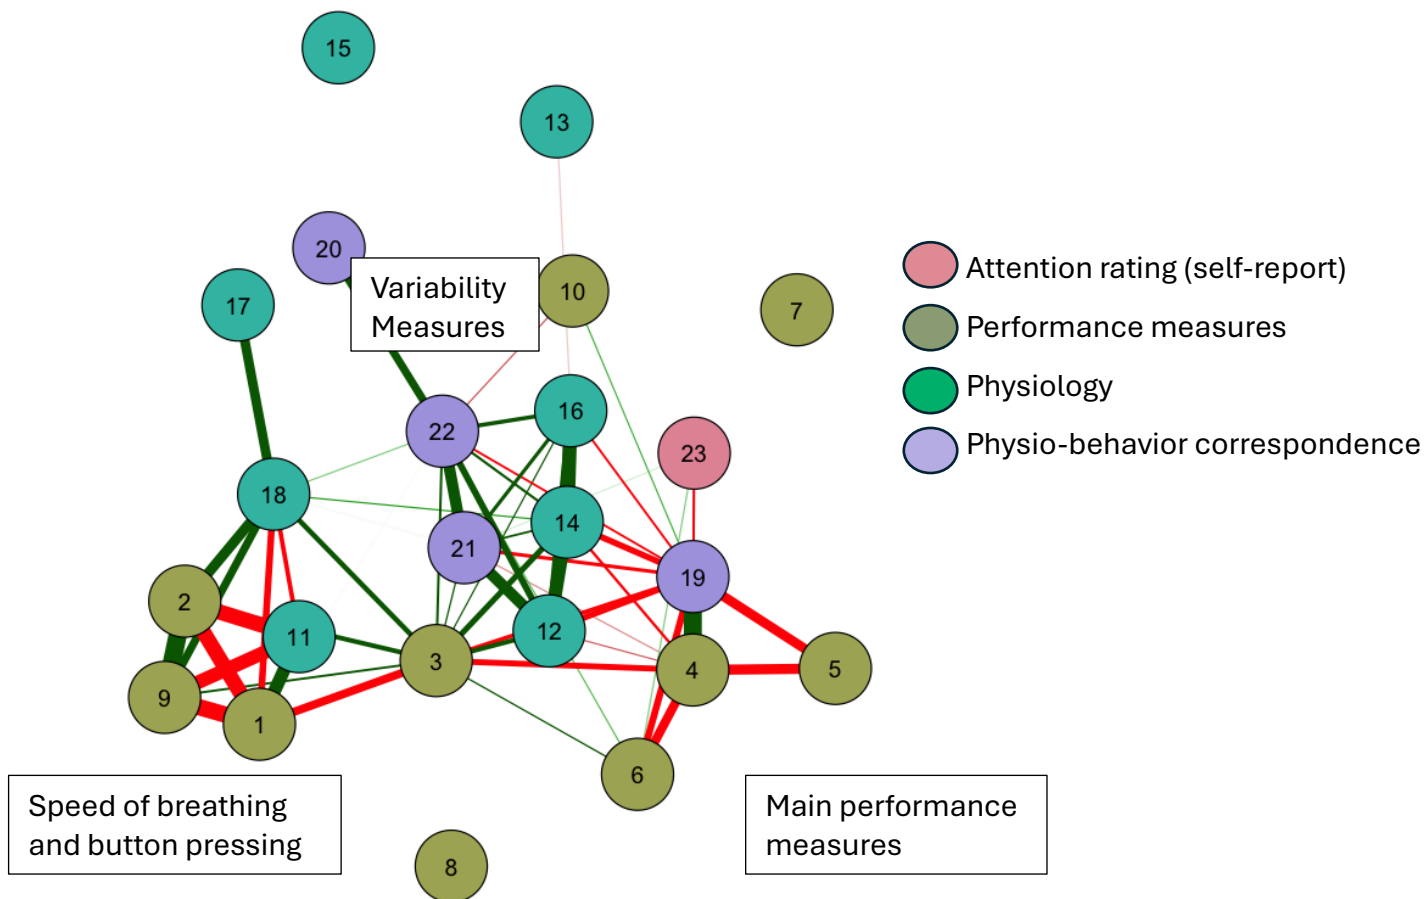 15
13
20
Variability
Measures
10
17
7
Attention rating (self-report)
Performance measures
Physiology
Physio-behavior correspondence
16
22
23
18
14
21
19
2
11
12
3
4
5
9
1
6
Speed of breathing
and button pressing
Main performance
measures
8